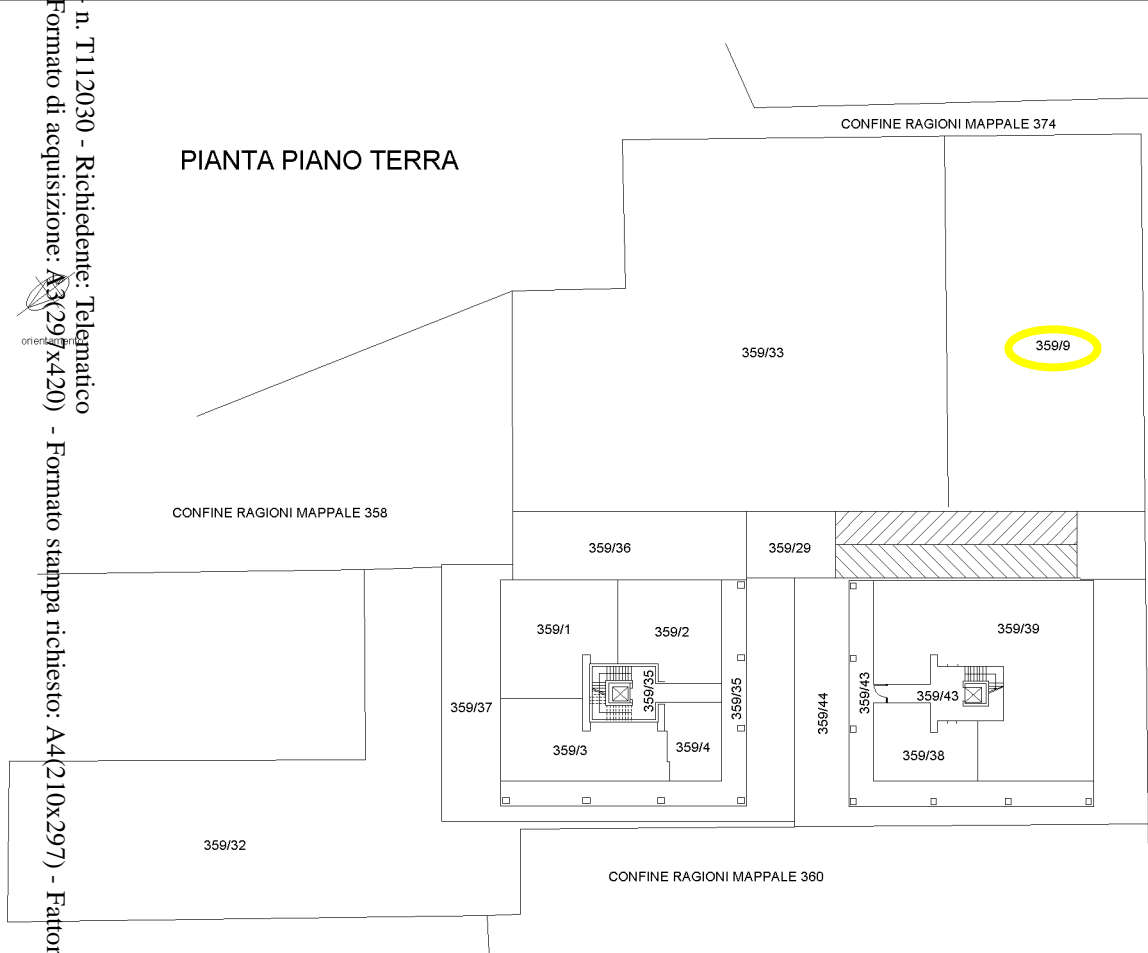 - n. T112030 - Richiedente: Telematico
Formato di acquisizione: A3(297x420) - Formato stampa richiesto: A4(210x297) - Fattor
orientamento
PIANTA PIANO TERRA
CONFINE RAGIONI MAPPALE 374
359/33
359/9
CONFINE RAGIONI MAPPALE 358
359/36
359/29
359/1
359/2
359/39
359/37
359/35
359/35
359/44
359/43
359/43
359/3
359/4
359/38
359/32
CONFINE RAGIONI MAPPALE 360